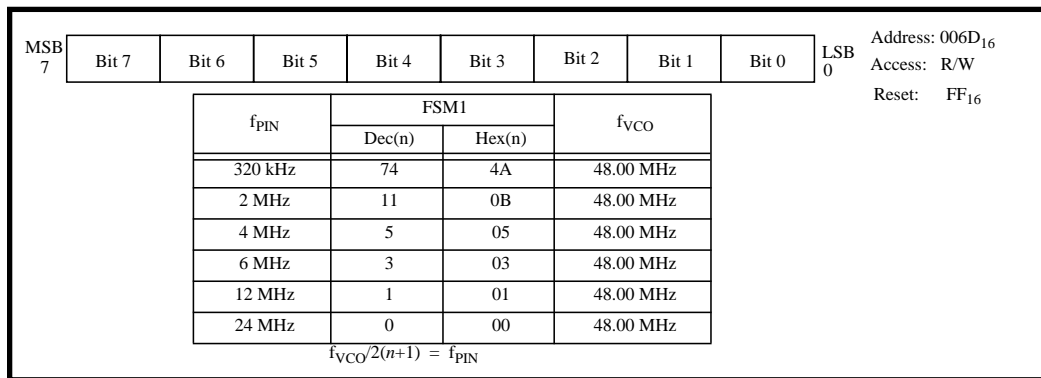 MSB 7 Bit 7 Bit 6 Bit 5 Bit 4 Bit 3 Bit 2 Bit 1 Bit 0 LSB 0
Address: 006D16
Access: R/W
Reset: FF16
fPIN FSM1 fVCO
Dec(n) Hex(n)
320 kHz 74 4A 48.00 MHz
2 MHz 11 0B 48.00 MHz
4 MHz 5 05 48.00 MHz
6 MHz 3 03 48.00 MHz
12 MHz 1 01 48.00 MHz
24 MHz 0 00 48.00 MHz
fVCO/2(n+1) = fPIN